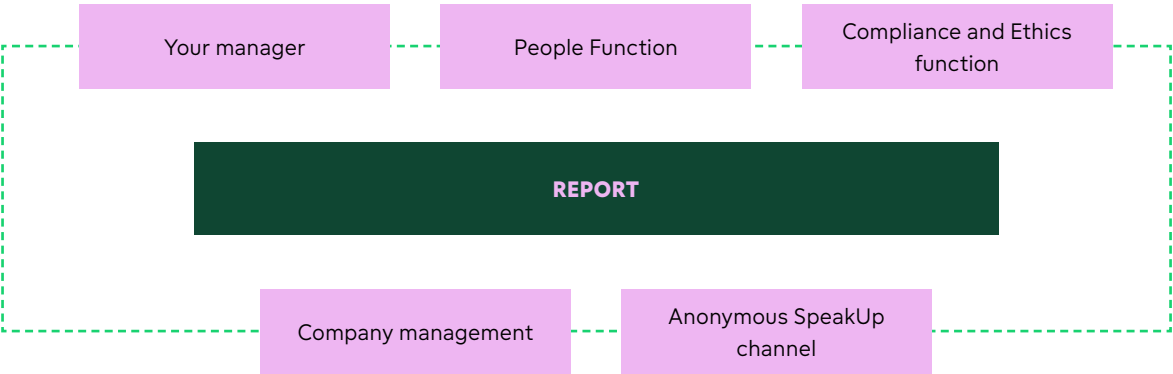 Your manager
People Function
Compliance and Ethics
function
REPORT
Company management
Anonymous SpeakUp
channel